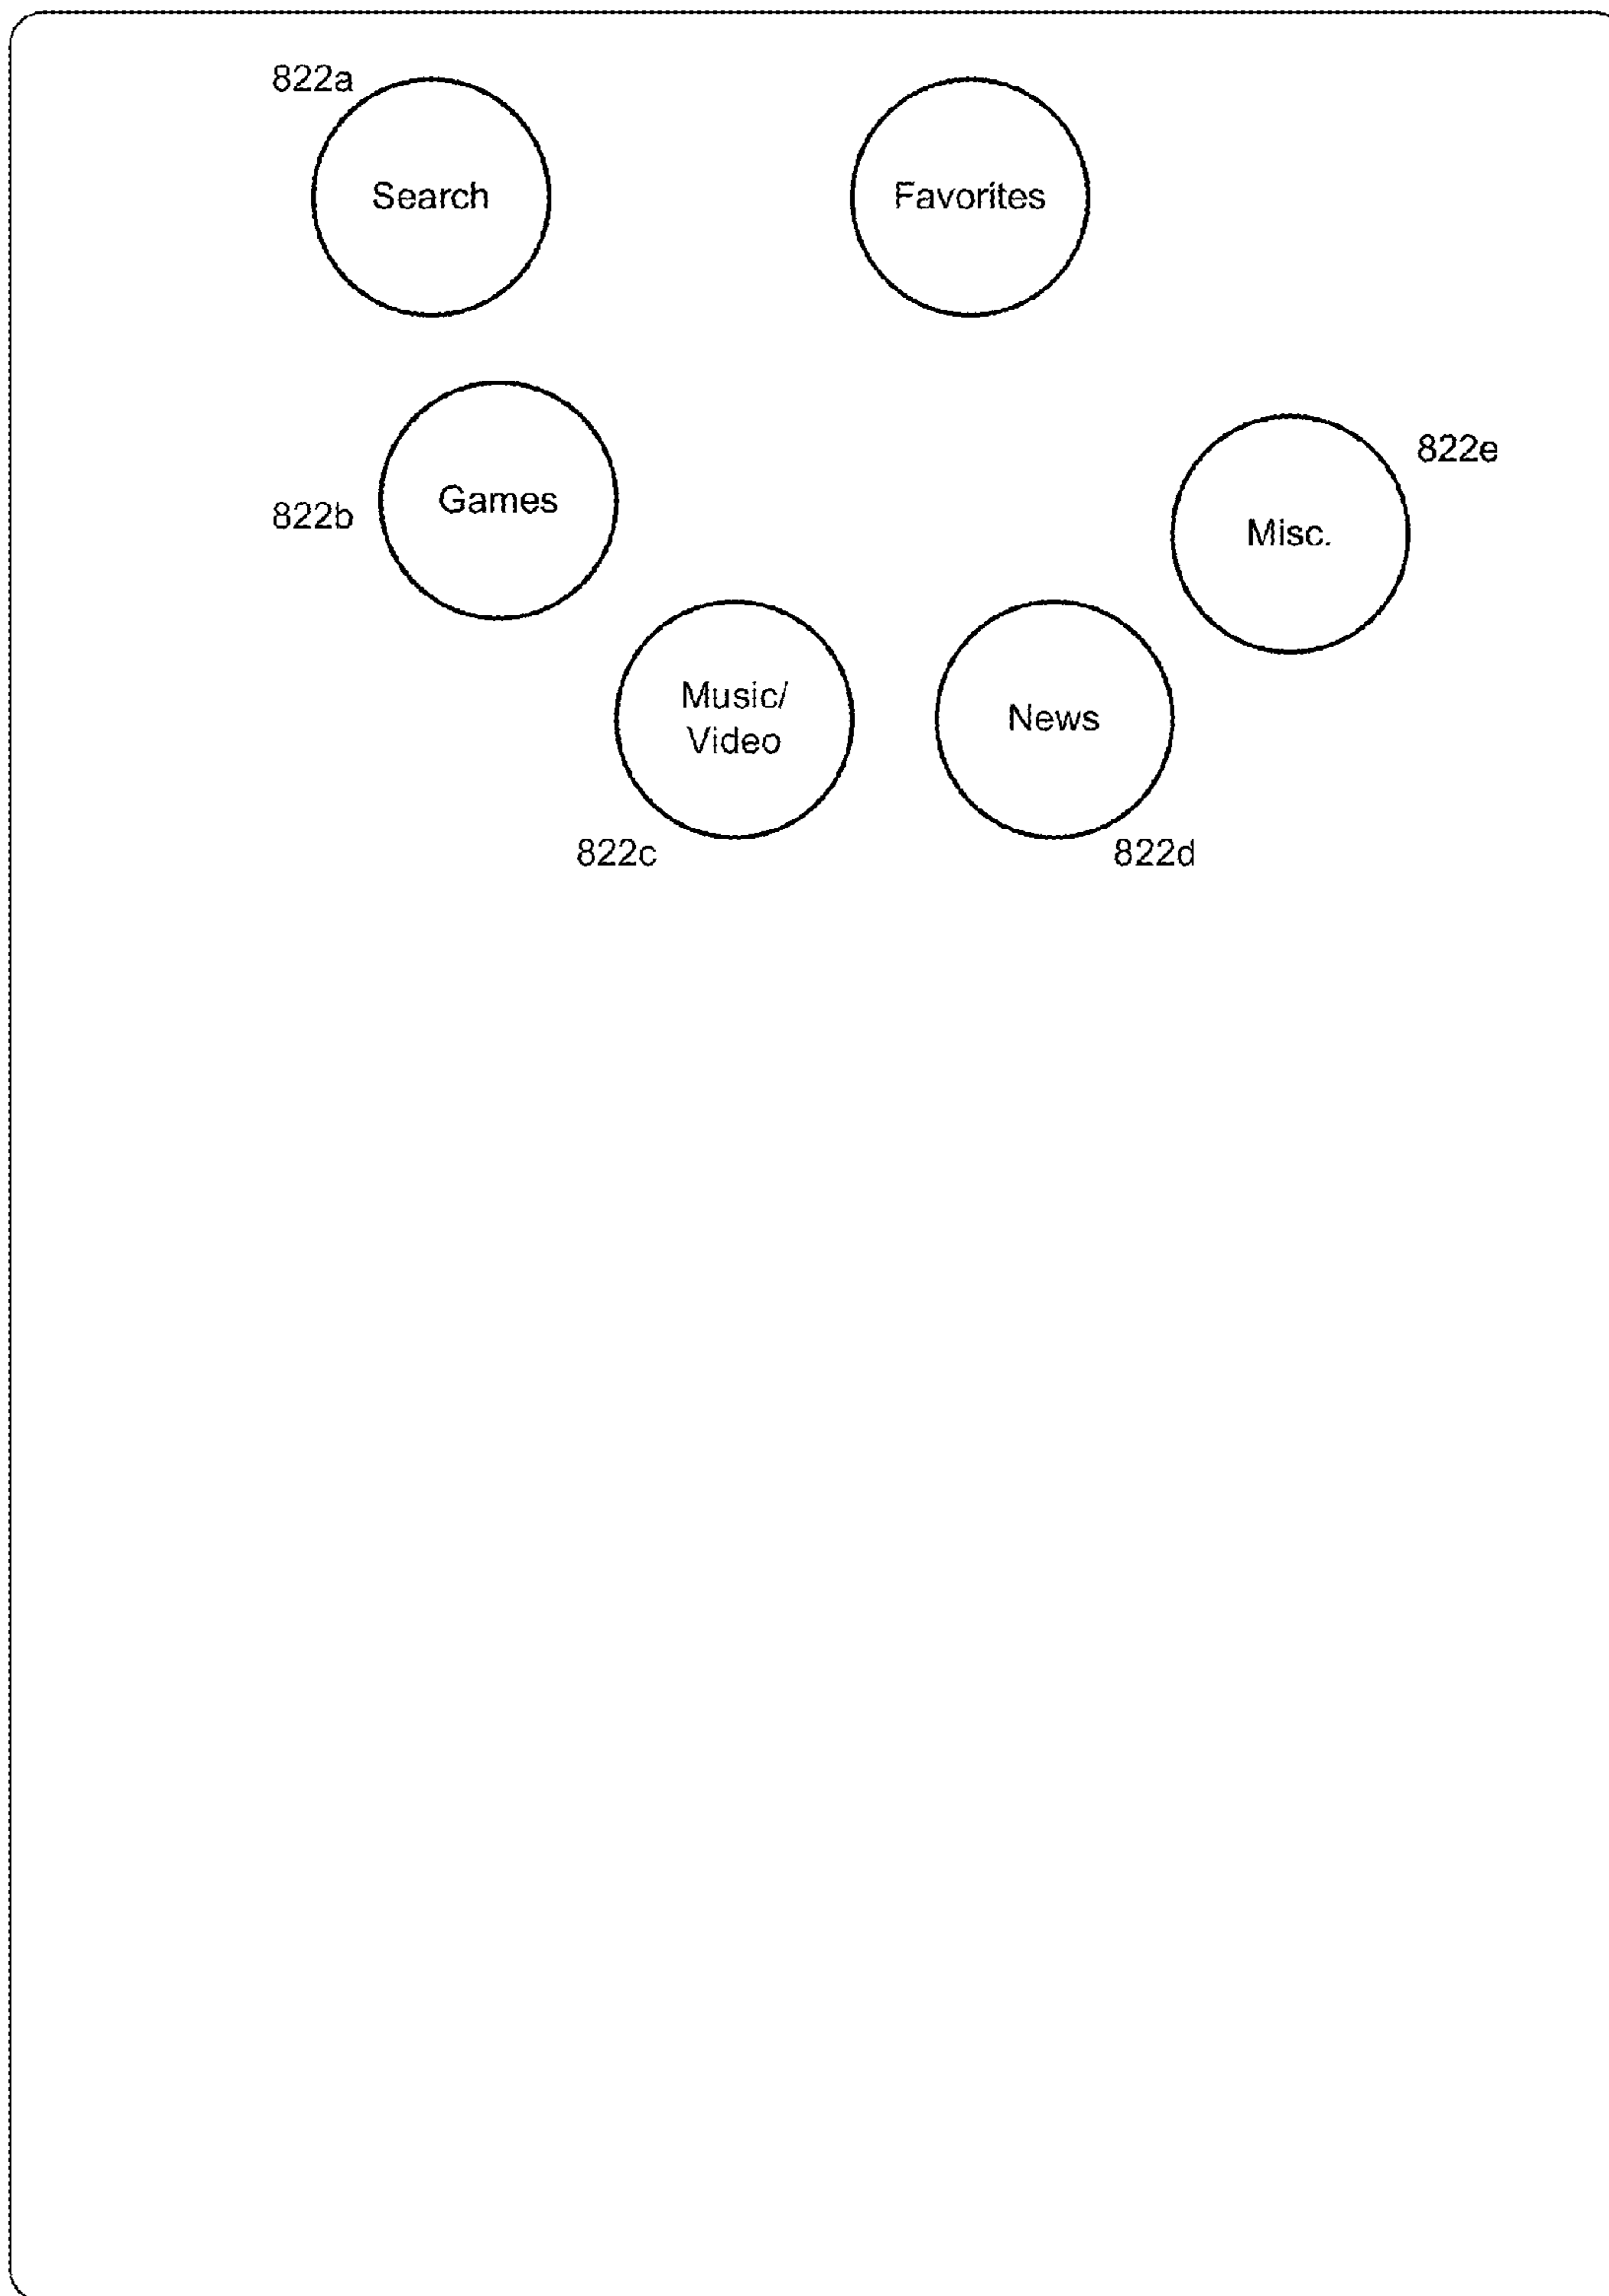 822a
Search
Favorites
822e
Games
822b
Misc.
Music/
Video
News
822c
822d